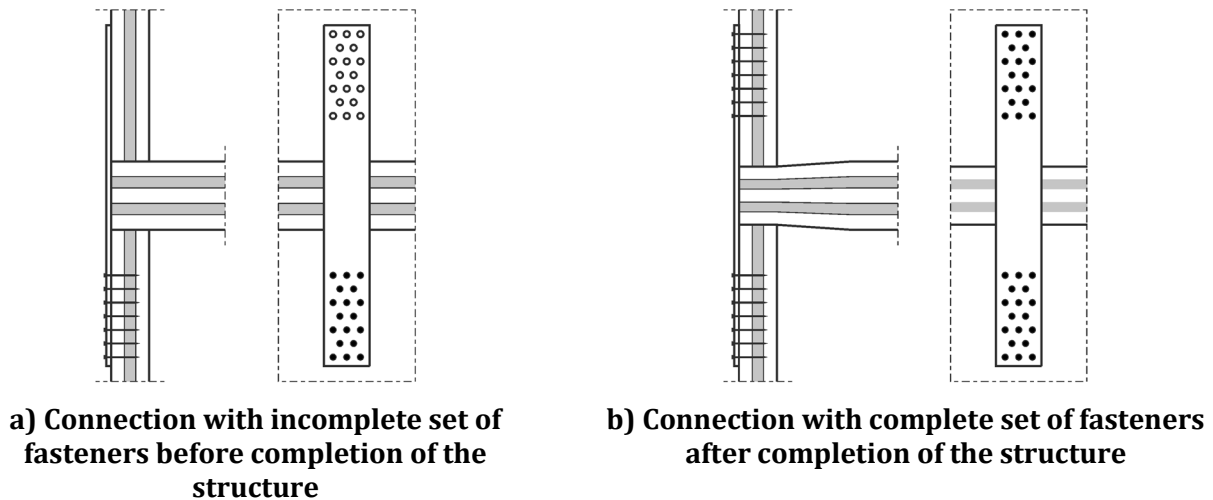 a) Connection with incomplete set of
fasteners before completion of the
structure
b) Connection with complete set of fasteners
after completion of the structure